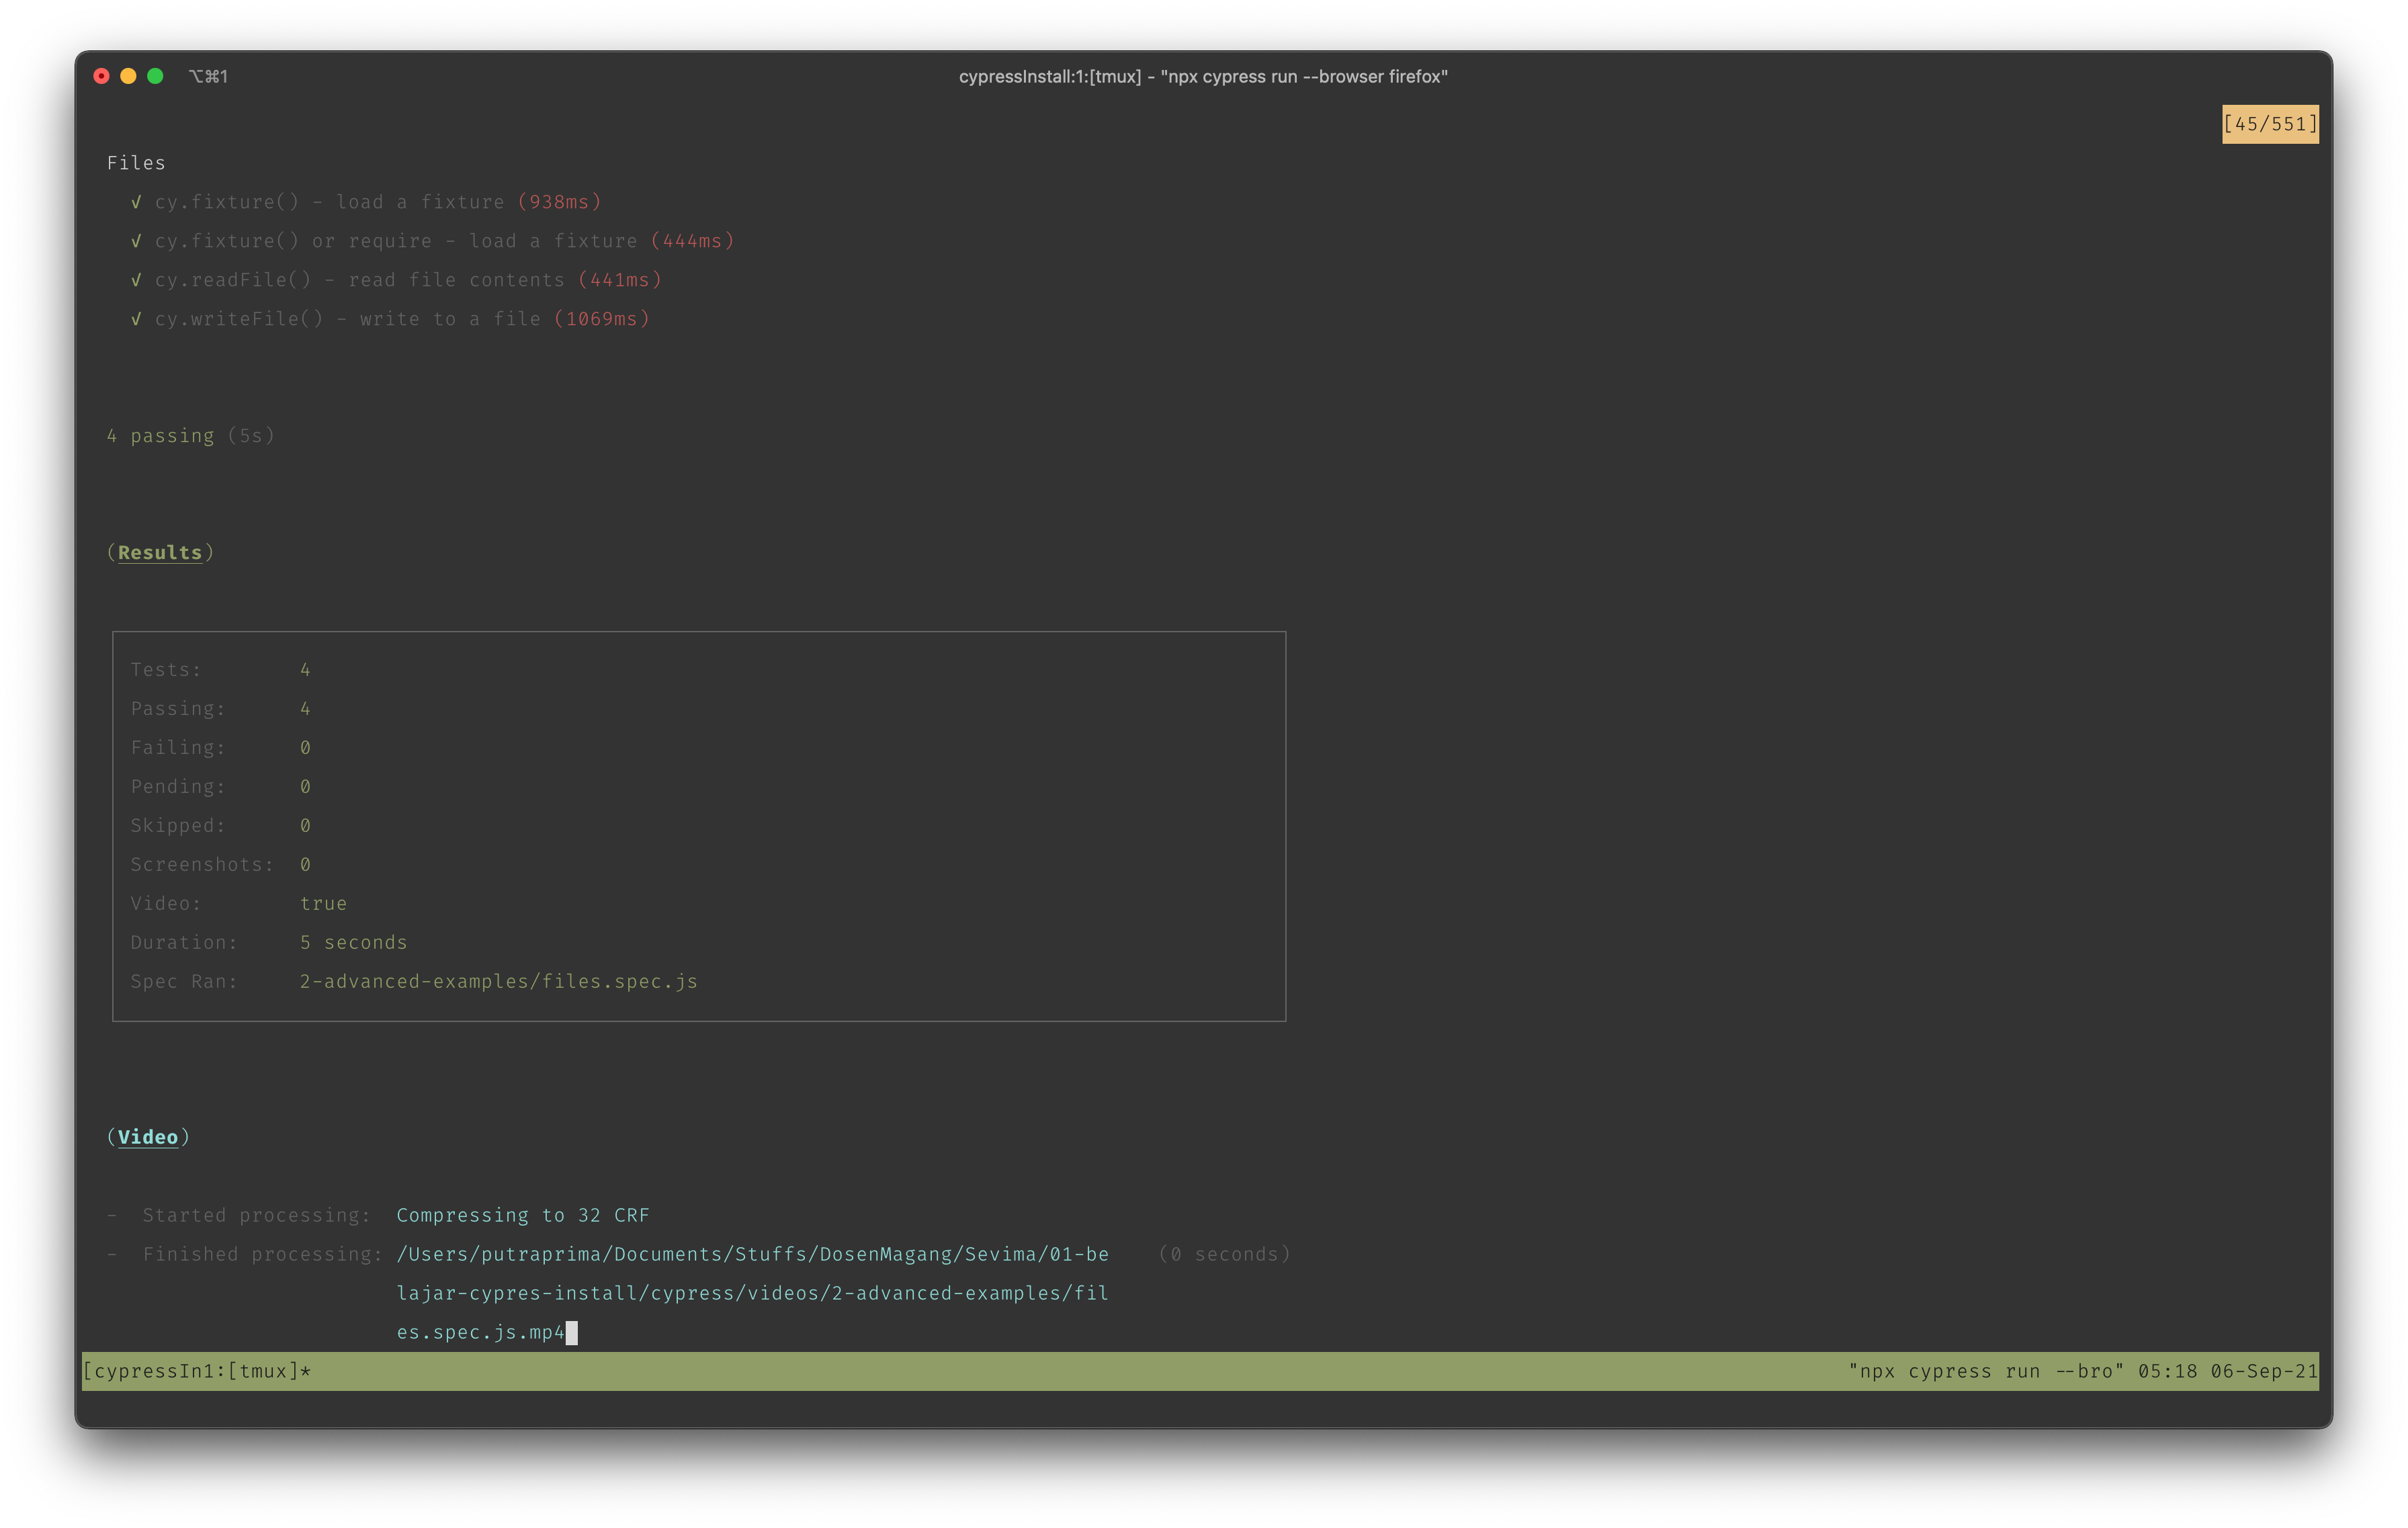 ⌥⌘1 cypressInstall:1:[tmux] - "npx cypress run --browser firefox"
[45/551]
Files
✓ cy.fixture() - load a fixture (938ms)
✓ cy.fixture() or require - load a fixture (444ms)
✓ cy.readFile() - read file contents (441ms)
✓ cy.writeFile() - write to a file (1069ms)
4 passing (5s)
(Results)
Tests: 4
Passing: 4
Failing: 0
Pending: 0
Skipped: 0
Screenshots: 0
Video: true
Duration: 5 seconds
Spec Ran: 2-advanced-examples/files.spec.js
(Video)
- Started processing: Compressing to 32 CRF
- Finished processing: /Users/putraprima/Documents/Stuffs/DosenMagang/Sevima/01-be (0 seconds)
lajar-cypres-install/cypress/videos/2-advanced-examples/fil
es.spec.js.mp4
[cypressIn1:[tmux]* "npx cypress run --bro" 05:18 06-Sep-21